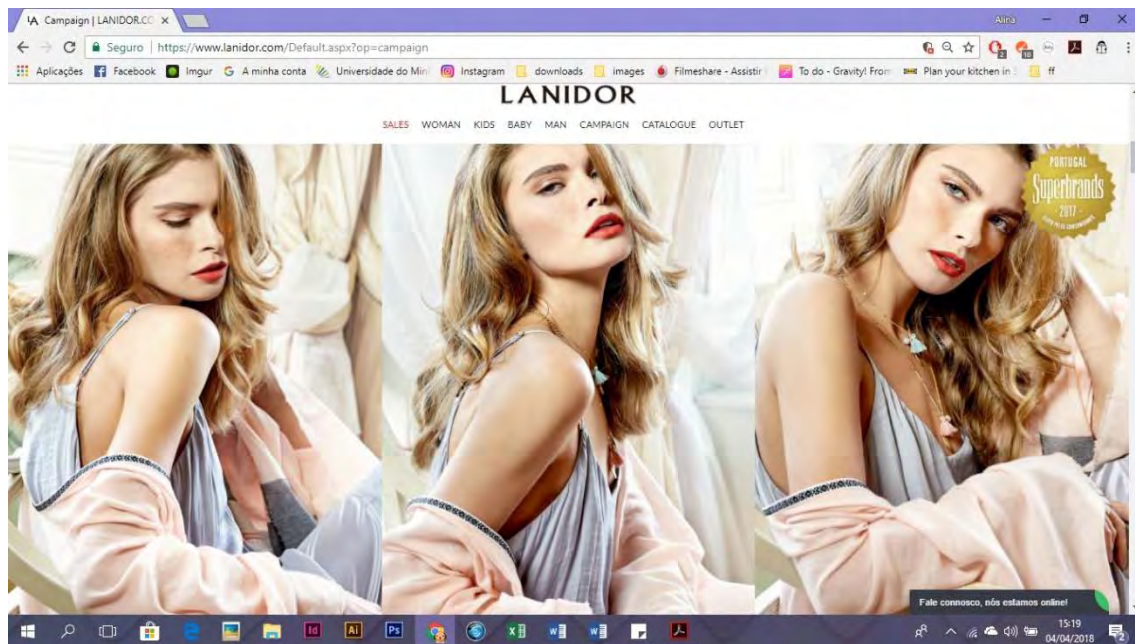 Campaign | LANIDOR.CO
Alina
Seguro | https://www.lanidor.com/Default.aspx?op=campaign
Aplicações Facebook Imgur A minha conta Universidade do Min Instagram downloads images Filmeshare - Assistir To do - Gravity! From Plan your kitchen in ff
LANIDOR
SALES WOMAN KIDS BABY MAN CAMPAIGN CATALOGUE OUTLET
PORTUGAL
Superbrands
2017
Fale connosco, nós estamos online!
Id Ai Ps
15:19
04/04/2018